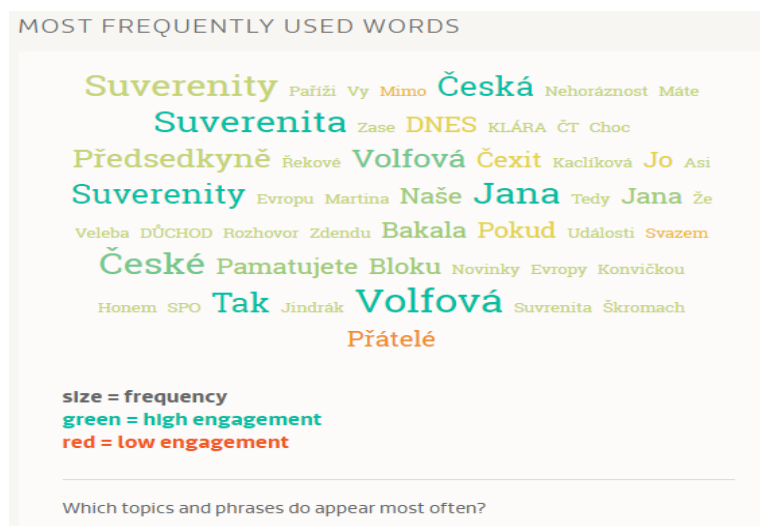 MOST FREQUENTLY USED WORDS
Suverenity Paříži Vy Mimo Česká Nehoráznost Máte
Suverenita Zase DNES KLÁRA ČT Choc
Předsedkyně Řekové Volfová Čexit Kaclíková Jo Asi
Suverenity Evropu Martina Naše Jana Tedy Jana Že
Veleba DŮCHOD Rozhovor Zdendu Bakala Pokud Události Svazem
České Pamatujete Bloku Novinky Evropy Konvičkou
Honem SPO Tak Jindrák Volfová Suvrenita Škromach
Přátelé
size = frequency
green = high engagement
red = low engagement
Which topics and phrases do appear most often?